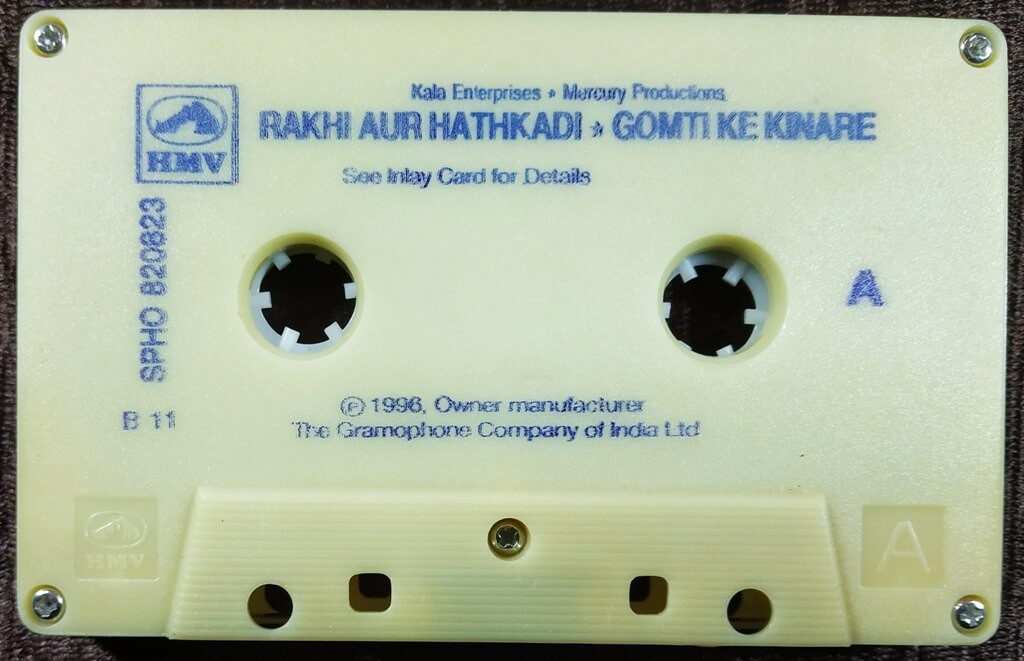 Kala Enterprises ★ Mercury Productions
HMV
RAKHI AUR HATHKADI ★ GOMTI KE KINARE
See Inlay Card for Details
SPHO 820823
A
B 11
Ⓟ 1996, Owner manufacturer
The Gramophone Company of India Ltd
HMV
A